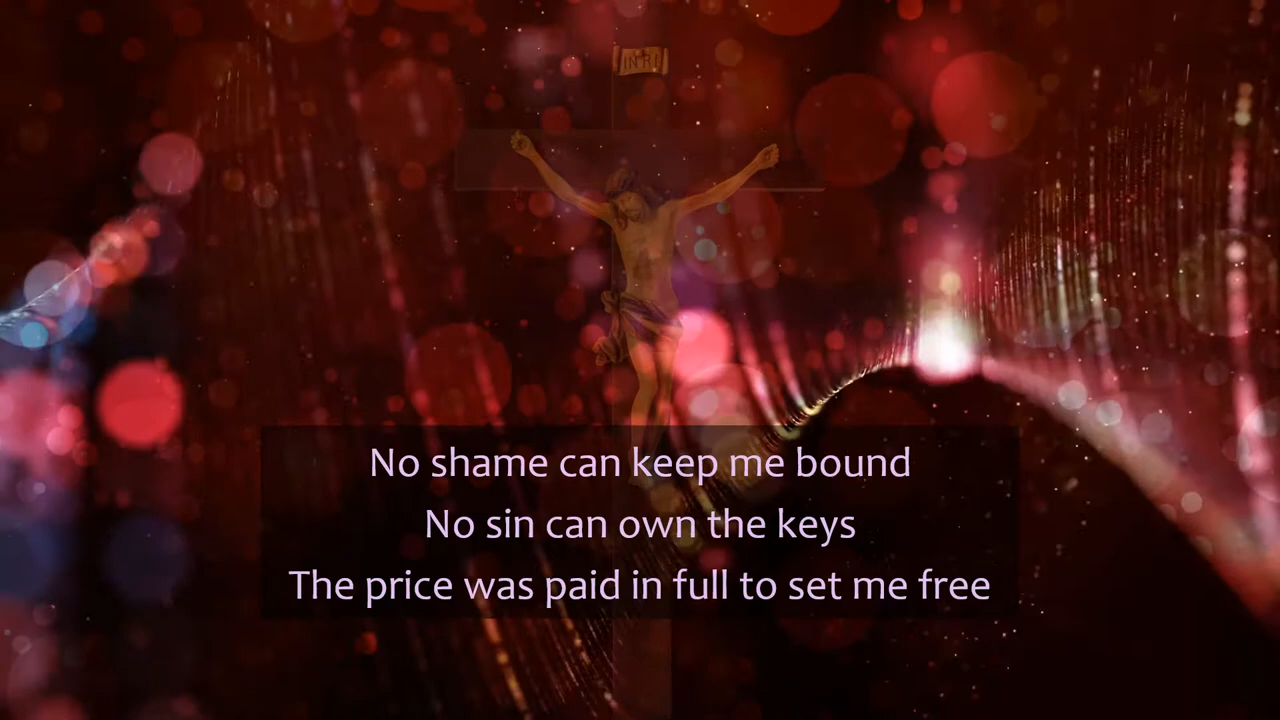 INRI
No shame can keep me bound
No sin can own the keys
The price was paid in full to set me free